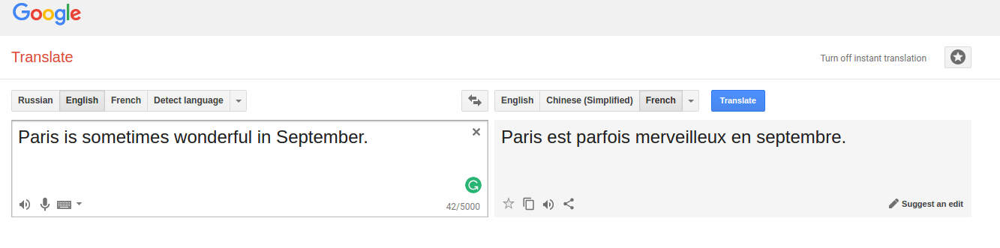 Google
Translate
Turn off instant translation
Russian English French Detect language
English Chinese (Simplified) French
Translate
Paris is sometimes wonderful in September.
42/5000
Paris est parfois merveilleux en septembre.
Suggest an edit